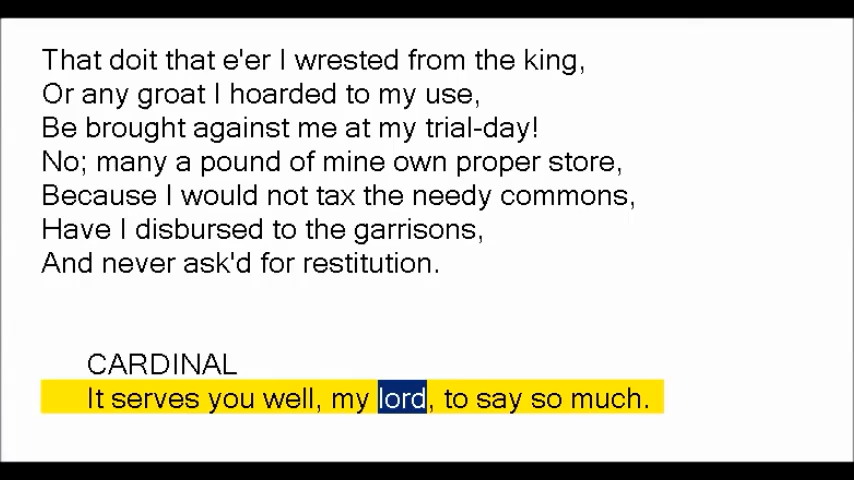 That doit that e'er I wrested from the king,
Or any groat I hoarded to my use,
Be brought against me at my trial-day!
No; many a pound of mine own proper store,
Because I would not tax the needy commons,
Have I disbursed to the garrisons,
And never ask'd for restitution.
CARDINAL
It serves you well, my lord, to say so much.